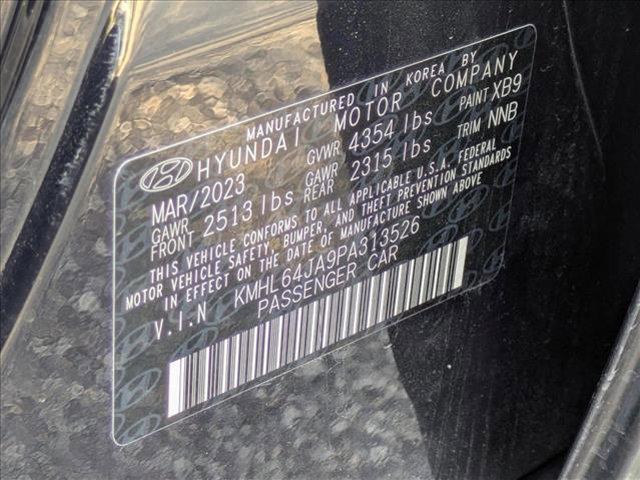 MANUFACTURED IN KOREA BY
HYUNDAI MOTOR COMPANY
MAR/2023 GVWR 4354 lbs PAINT XB9
GAWR FRONT 2513 lbs GAWR REAR 2315 lbs TRIM NNB
THIS VEHICLE CONFORMS TO ALL APPLICABLE U.S.A. FEDERAL
MOTOR VEHICLE SAFETY, BUMPER, AND THEFT PREVENTION STANDARDS
IN EFFECT ON THE DATE OF MANUFACTURE SHOWN ABOVE
V.I.N KMHL64JA9PA313526
PASSENGER CAR